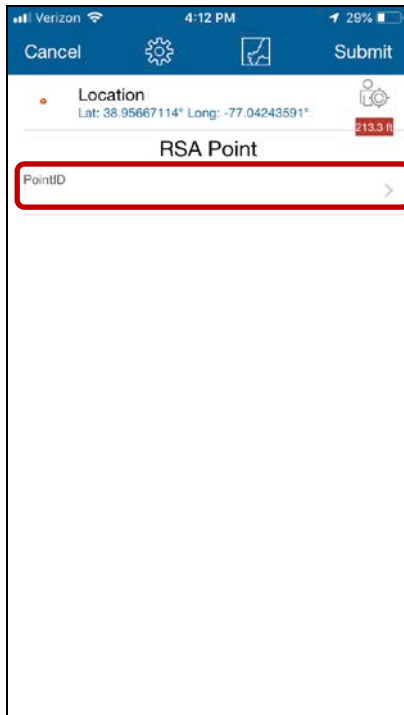 Verizon 4:12 PM 29%
Cancel Submit
Location
Lat: 38.95667114° Long: -77.04243591°
213.3 ft
RSA Point
PointID